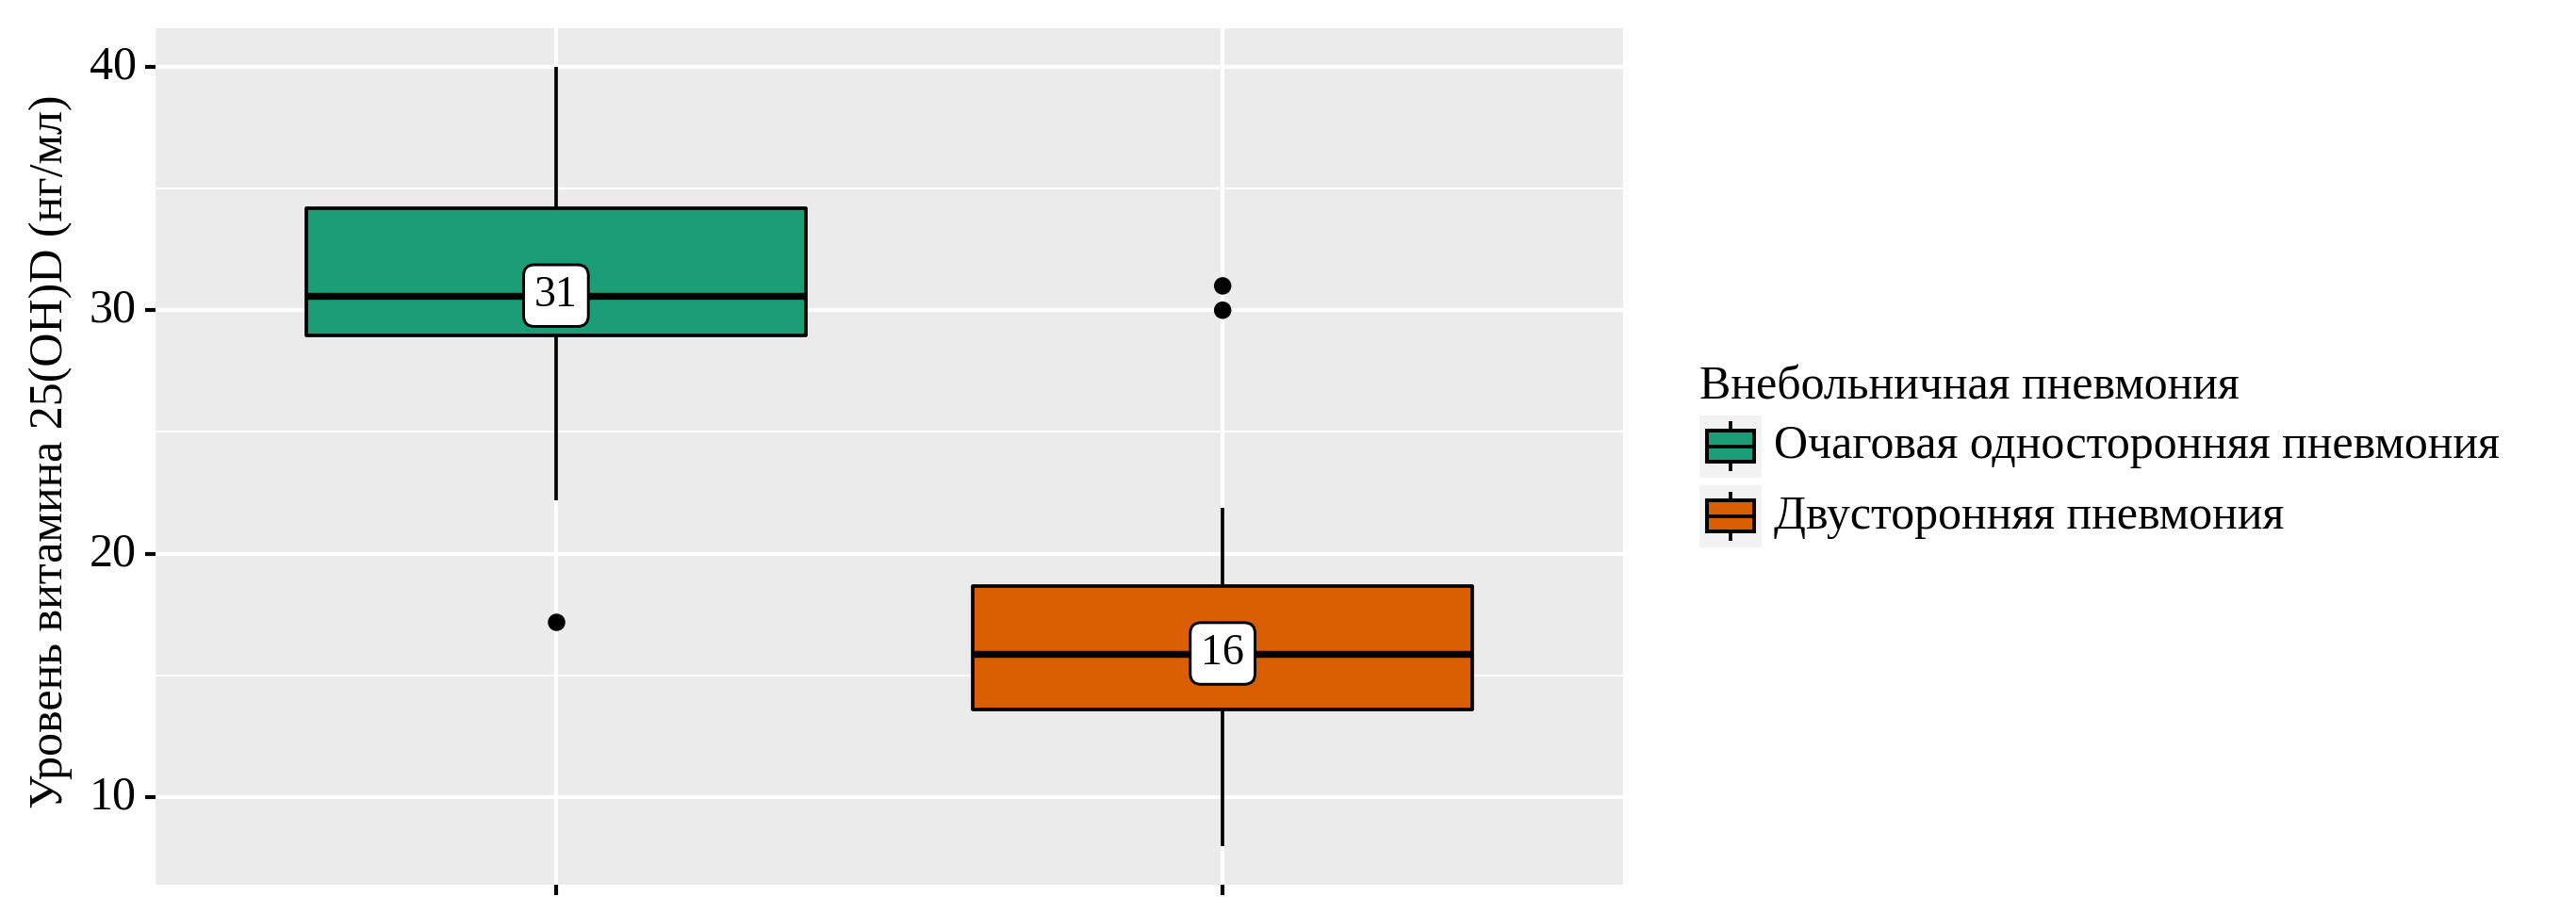 Уровень витамина 25(OH)D (нг/мл)
40
30
20
10
31
16
Внебольничная пневмония
Очаговая односторонняя пневмония
Двусторонняя пневмония